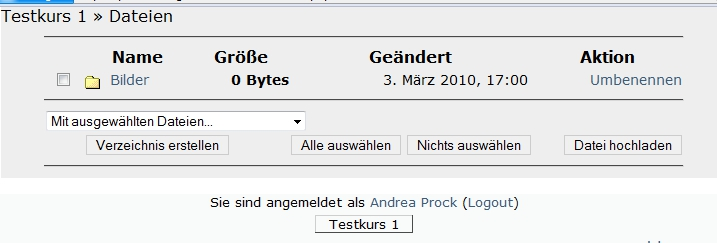 Testkurs 1 » Dateien
Name Größe Geändert Aktion
Bilder 0 Bytes 3. März 2010, 17:00 Umbenennen
Mit ausgewählten Dateien...
Verzeichnis erstellen Alle auswählen Nichts auswählen Datei hochladen
Sie sind angemeldet als Andrea Prock (Logout)
Testkurs 1